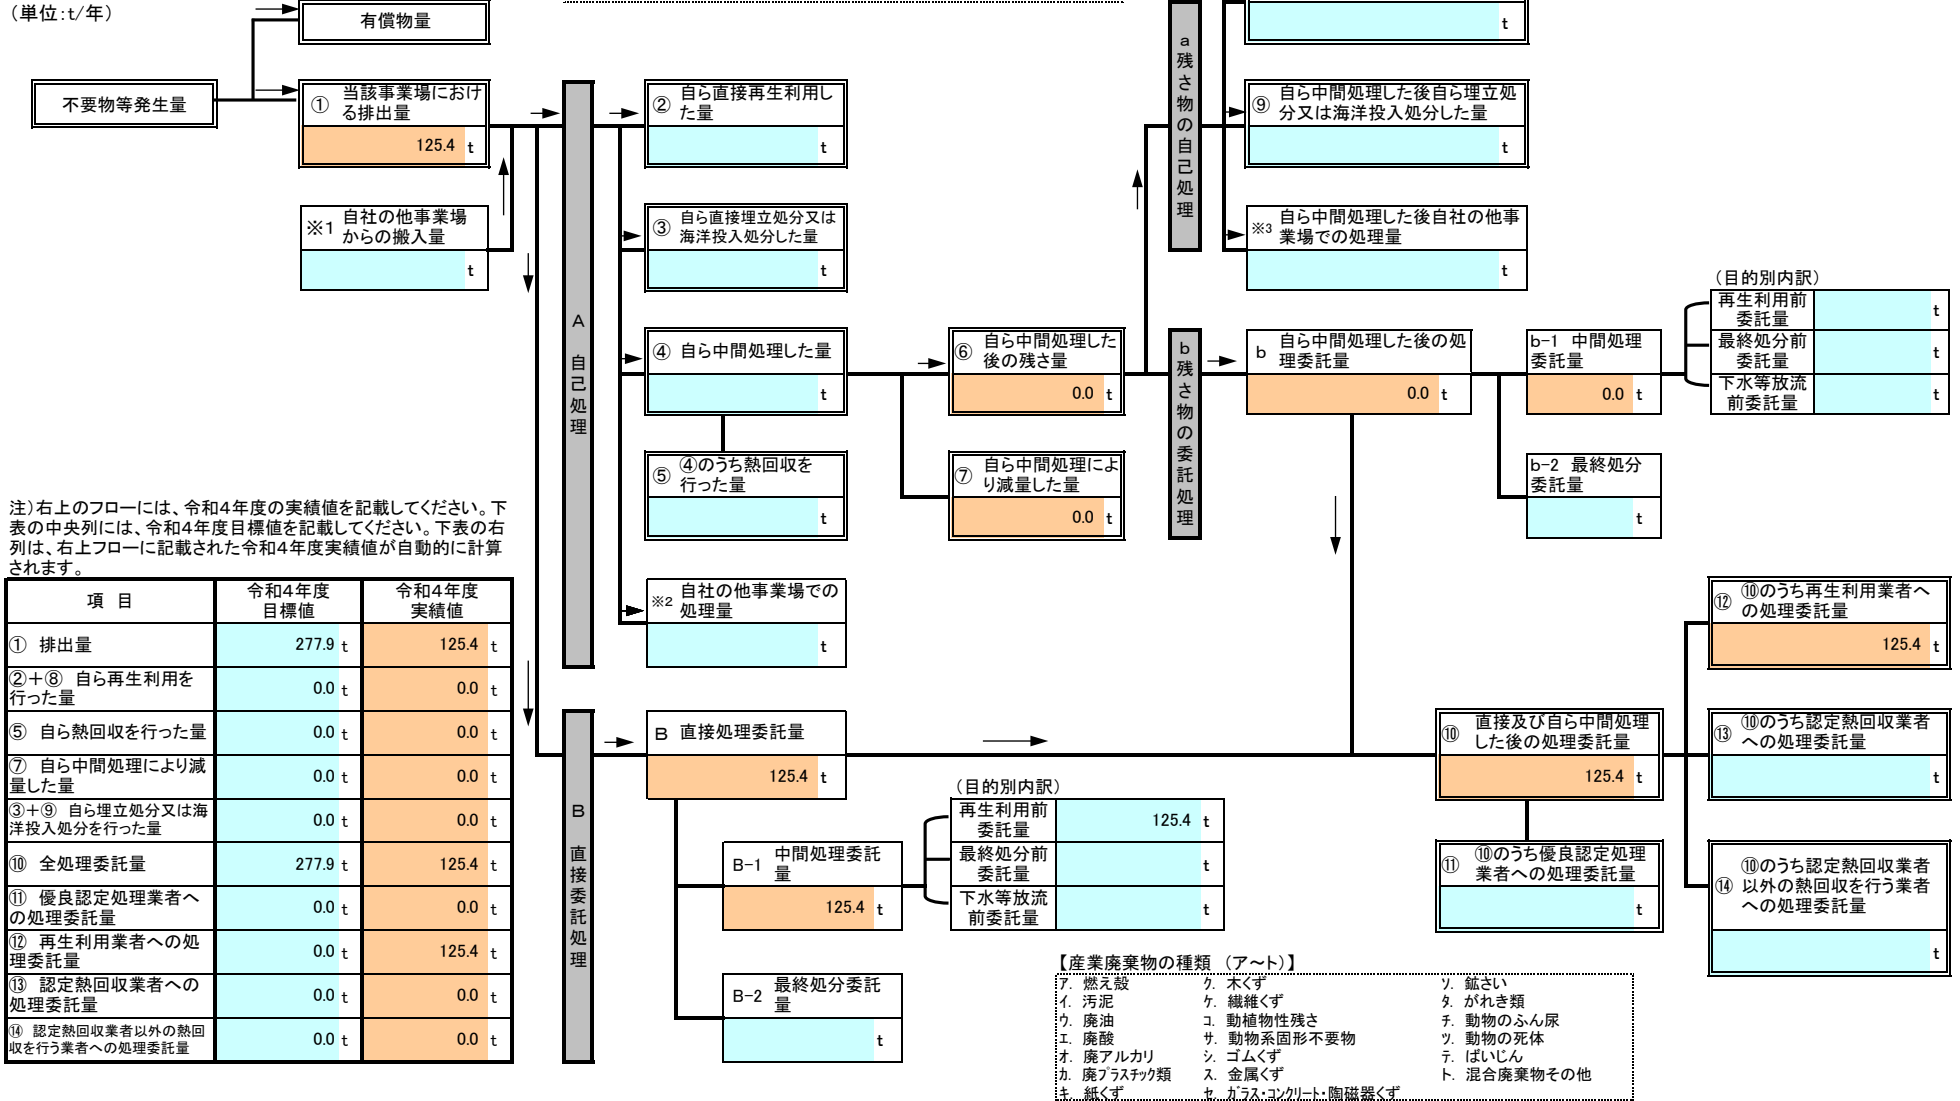 （単位:t/年）
有償物量
不要物等発生量
① 当該事業場におけ
る排出量
125.4 t
※1 自社の他事業場
からの搬入量
t
A
自己処理
② 自ら直接再生利用し
た量
t
③ 自ら直接埋立処分又は
海洋投入処分した量
t
④ 自ら中間処理した量
t
⑤ ④のうち熱回収を
行った量
t
※2 自社の他事業場での
処理量
t
⑥ 自ら中間処理した
後の残さ量
0.0 t
⑦ 自ら中間処理によ
り減量した量
0.0 t
a残さ物の自己処理
t
⑨ 自ら中間処理した後自ら埋立処
分又は海洋投入処分した量
t
※3 自ら中間処理した後自社の他事
業場での処理量
t
b残さ物の委託処理
b 自ら中間処理した後の処
理委託量
0.0 t
b-1 中間処理
委託量
0.0 t
（目的別内訳）
再生利用前
委託量
t
最終処分前
委託量
t
下水等放流
前委託量
t
b-2 最終処分
委託量
t
注）右上のフローには、令和4年度の実績値を記載してください。下
表の中央列には、令和4年度目標値を記載してください。下表の右
列は、右上フローに記載された令和4年度実績値が自動的に計算
されます。
項 目
令和4年度
目標値
令和4年度
実績値
① 排出量 277.9 t 125.4 t
②＋⑧ 自ら再生利用を
行った量 0.0 t 0.0 t
⑤ 自ら熱回収を行った量 0.0 t 0.0 t
⑦ 自ら中間処理により減
量した量 0.0 t 0.0 t
③＋⑨ 自ら埋立処分又は海
洋投入処分を行った量 0.0 t 0.0 t
⑩ 全処理委託量 277.9 t 125.4 t
⑪ 優良認定処理業者へ
の処理委託量 0.0 t 0.0 t
⑫ 再生利用業者への処
理委託量 0.0 t 125.4 t
⑬ 認定熱回収業者への
処理委託量 0.0 t 0.0 t
⑭ 認定熱回収業者以外の熱回
収を行う業者への処理委託量 0.0 t 0.0 t
B
直接委託処理
B 直接処理委託量
125.4 t
B-1 中間処理委託
量
125.4 t
（目的別内訳）
再生利用前
委託量
125.4 t
最終処分前
委託量
t
下水等放流
前委託量
t
B-2 最終処分委託
量
t
⑩ 直接及び自ら中間処理
した後の処理委託量
125.4 t
⑪ ⑩のうち優良認定処理
業者への処理委託量
t
⑫ ⑩のうち再生利用業者へ
の処理委託量
125.4 t
⑬ ⑩のうち認定熱回収業者
への処理委託量
t
⑭ ⑩のうち認定熱回収業者
以外の熱回収を行う業者
への処理委託量
t
【産業廃棄物の種類 （ア～ト）】
ア. 燃え殻
イ. 汚泥
ウ. 廃油
エ. 廃酸
オ. 廃アルカリ
カ. 廃プラスチック類
キ. 紙くず
ク. 木くず
ケ. 繊維くず
コ. 動植物性残さ
サ. 動物系固形不要物
シ. ゴムくず
ス. 金属くず
セ. ガラス・コンクリート・陶磁器くず
ソ. 鉱さい
タ. がれき類
チ. 動物のふん尿
ツ. 動物の死体
テ. ばいじん
ト. 混合廃棄物その他